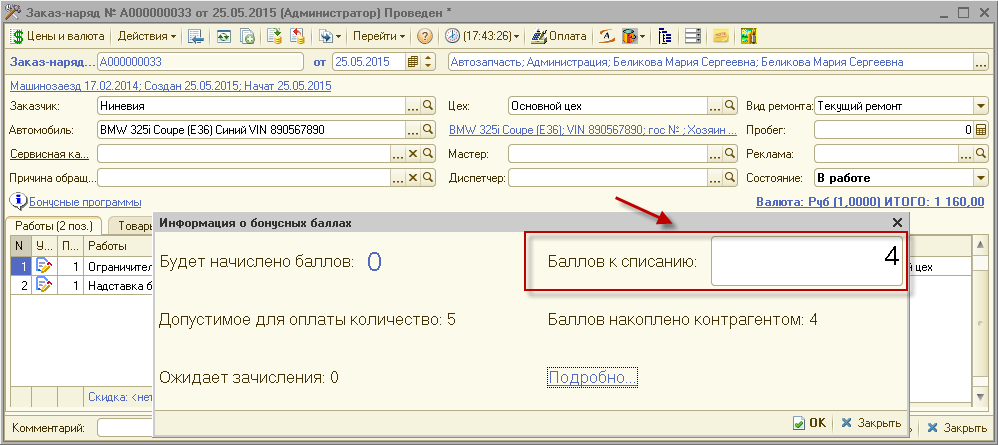 Заказ-наряд № А000000033 от 25.05.2015 (Администратор) Проведен *
Цены и валюта Действия Перейти (17:43:26) Оплата
Заказ-наряд... А000000033 от 25.05.2015 Автозапчасть; Администрация; Беликова Мария Сергеевна; Беликова Мария Сергеевна ...
Машинозаезд 17.02.2014; Создан 25.05.2015; Начат 25.05.2015
Заказчик: Ниневия ... Цех: Основной цех ... Вид ремонта: Текущий ремонт
Автомобиль: BMW 325i Coupe (E36) Синий VIN 890567890 ... BMW 325i Coupe (E36); VIN 890567890; гос № ; Хозяин ... Пробег: 0
Сервисная ка... ... Мастер: ... Реклама: ...
Причина обращ... ... Диспетчер: ... Состояние: В работе
Бонусные программы Валюта: Руб (1,0000) ИТОГО: 1 160,00
Работы (2 поз.) Товары
N У... П... Работы
1 1 Ограничител й цех
2 1 Надставка б
Скидка: <нет
Комментарий: Закрыть
Информация о бонусных баллах
Будет начислено баллов: 0 Баллов к списанию: 4
Допустимое для оплаты количество: 5 Баллов накоплено контрагентом: 4
Ожидает зачисления: 0 Подробно...
OK Закрыть